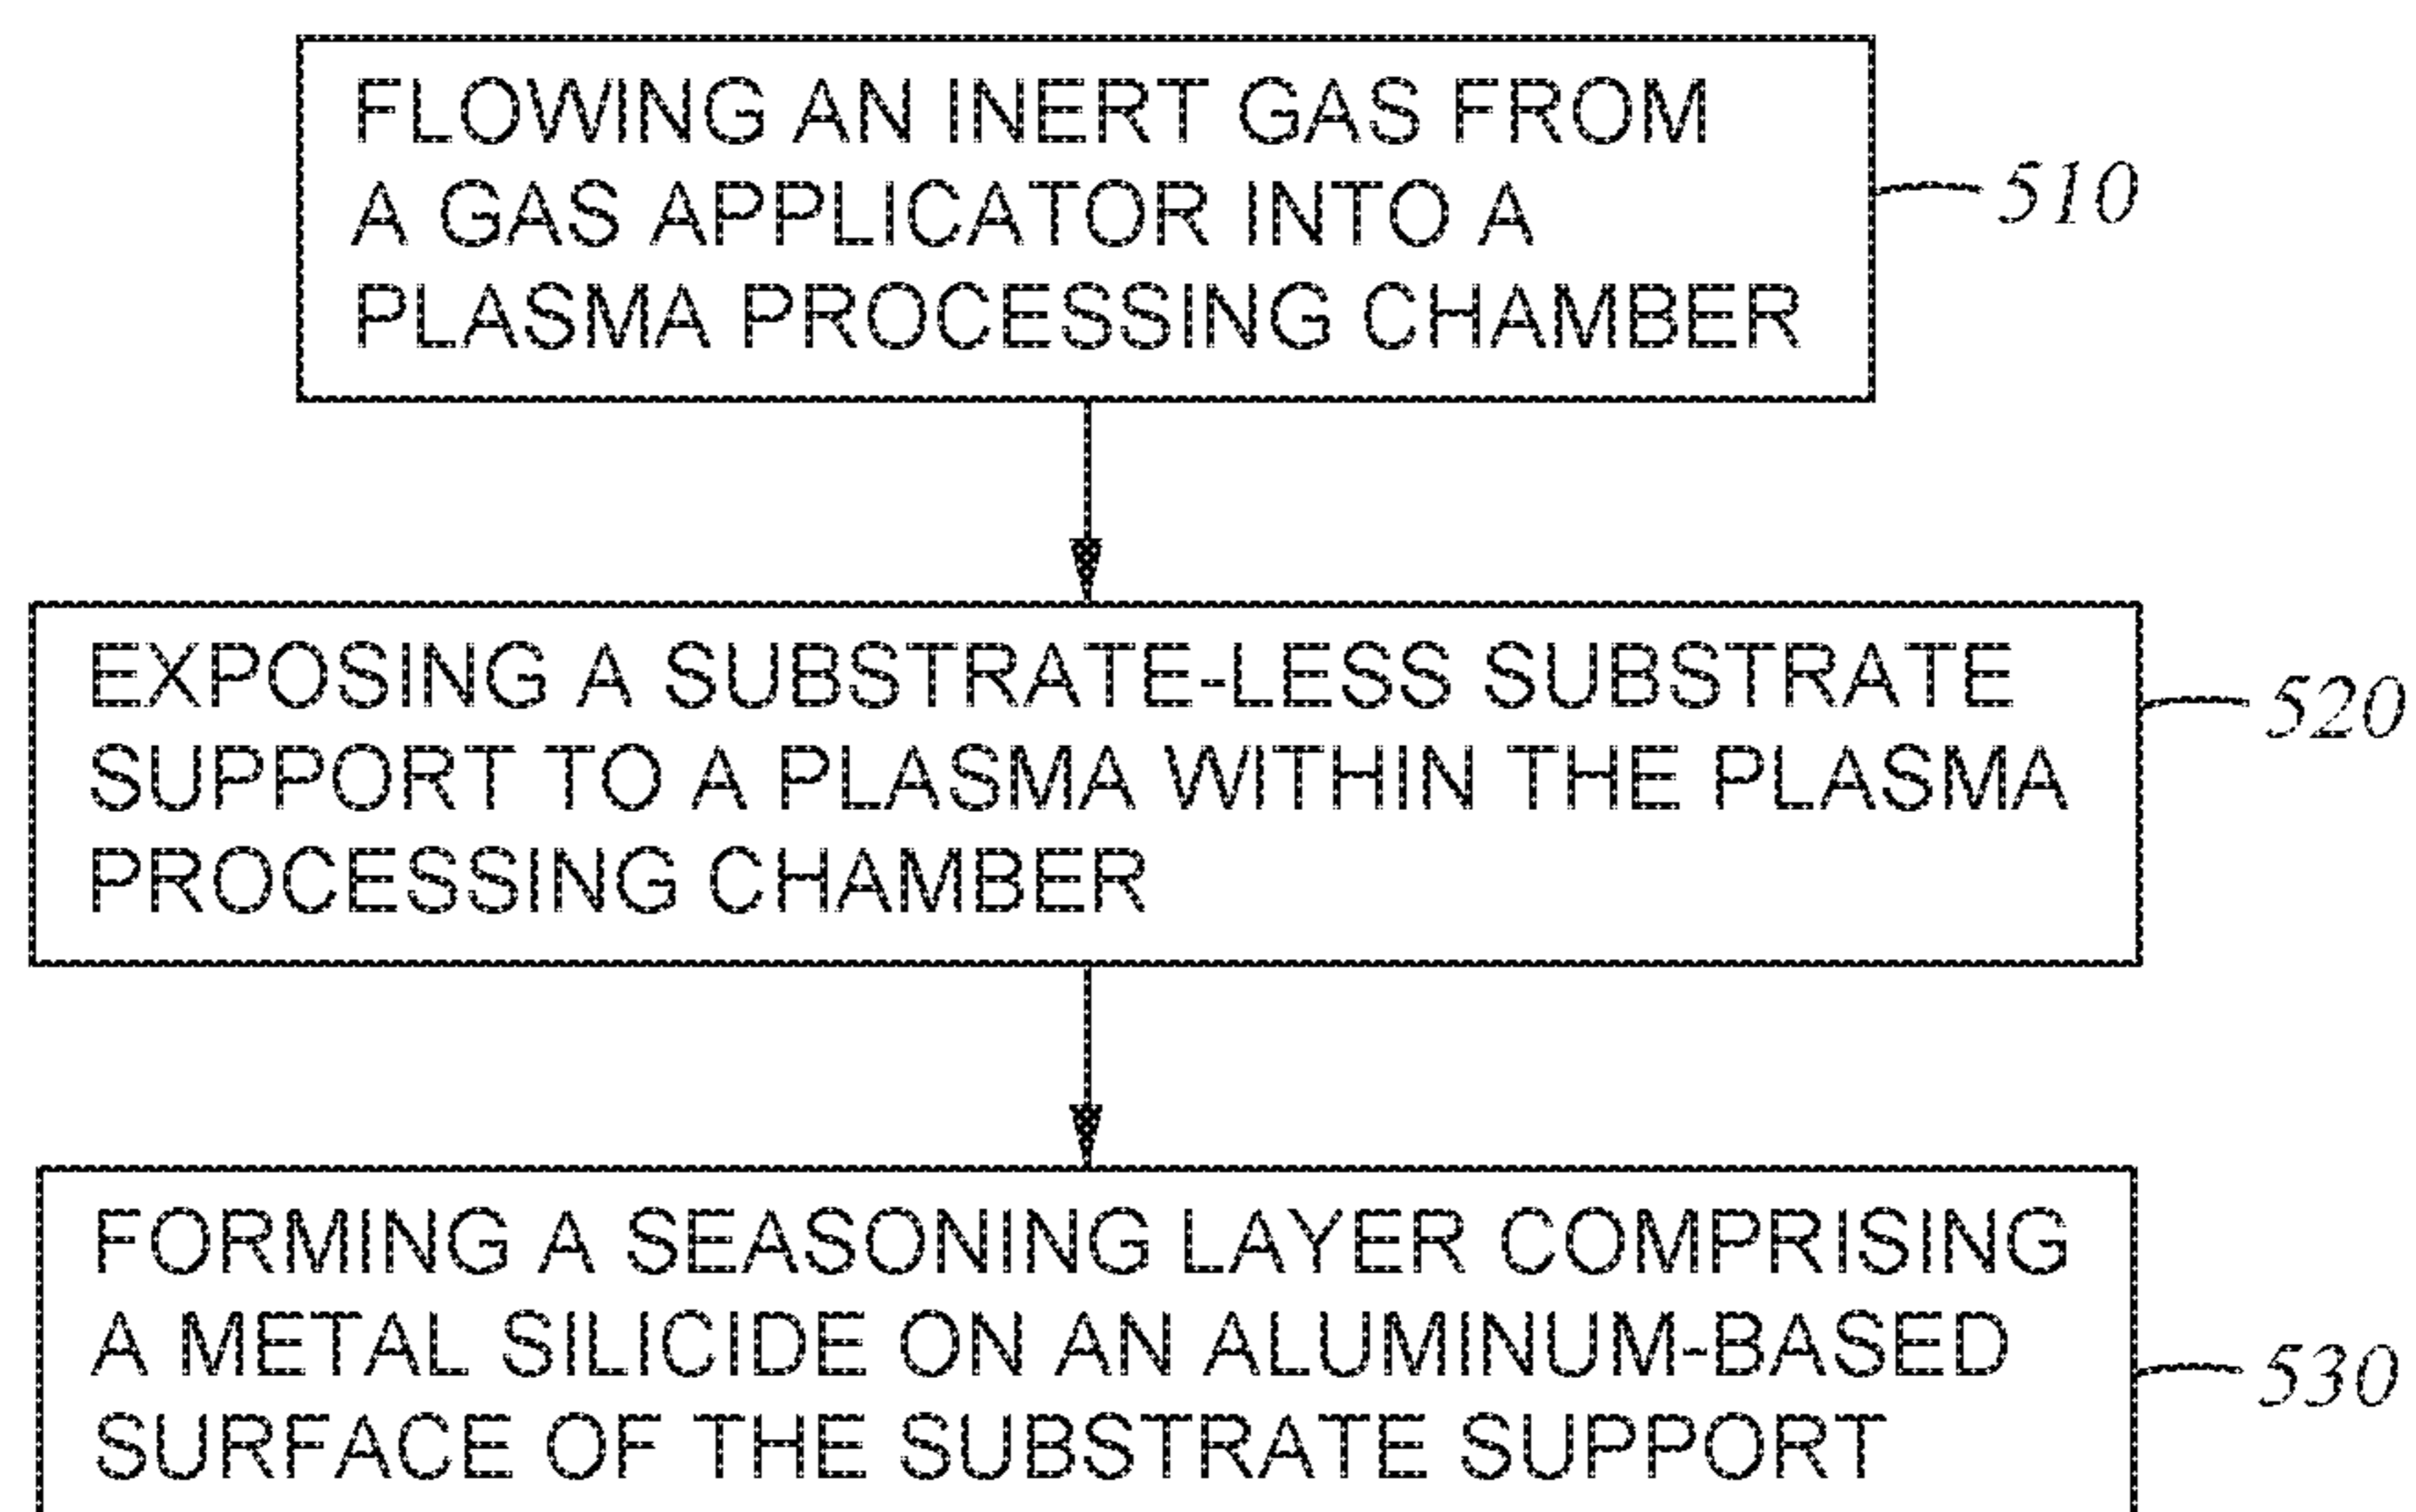 FLOWING AN INERT GAS FROM
A GAS APPLICATOR INTO A
PLASMA PROCESSING CHAMBER
510
EXPOSING A SUBSTRATE-LESS SUBSTRATE
SUPPORT TO A PLASMA WITHIN THE PLASMA
PROCESSING CHAMBER
520
FORMING A SEASONING LAYER COMPRISING
A METAL SILICIDE ON AN ALUMINUM-BASED
SURFACE OF THE SUBSTRATE SUPPORT
530